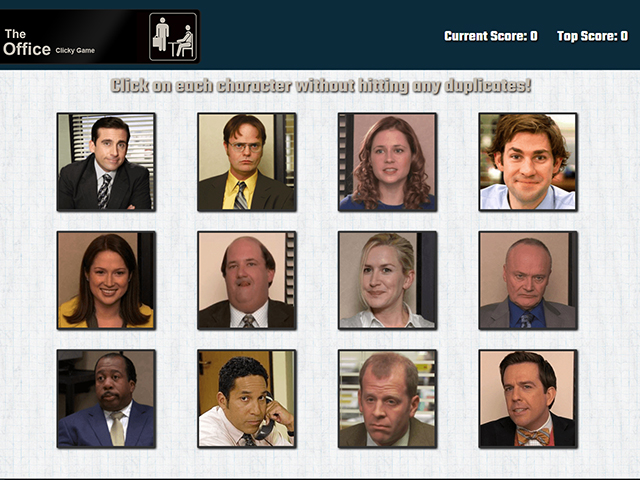 The
Office Clicky Game
Current Score: 0 Top Score: 0
Click on each character without hitting any duplicates!